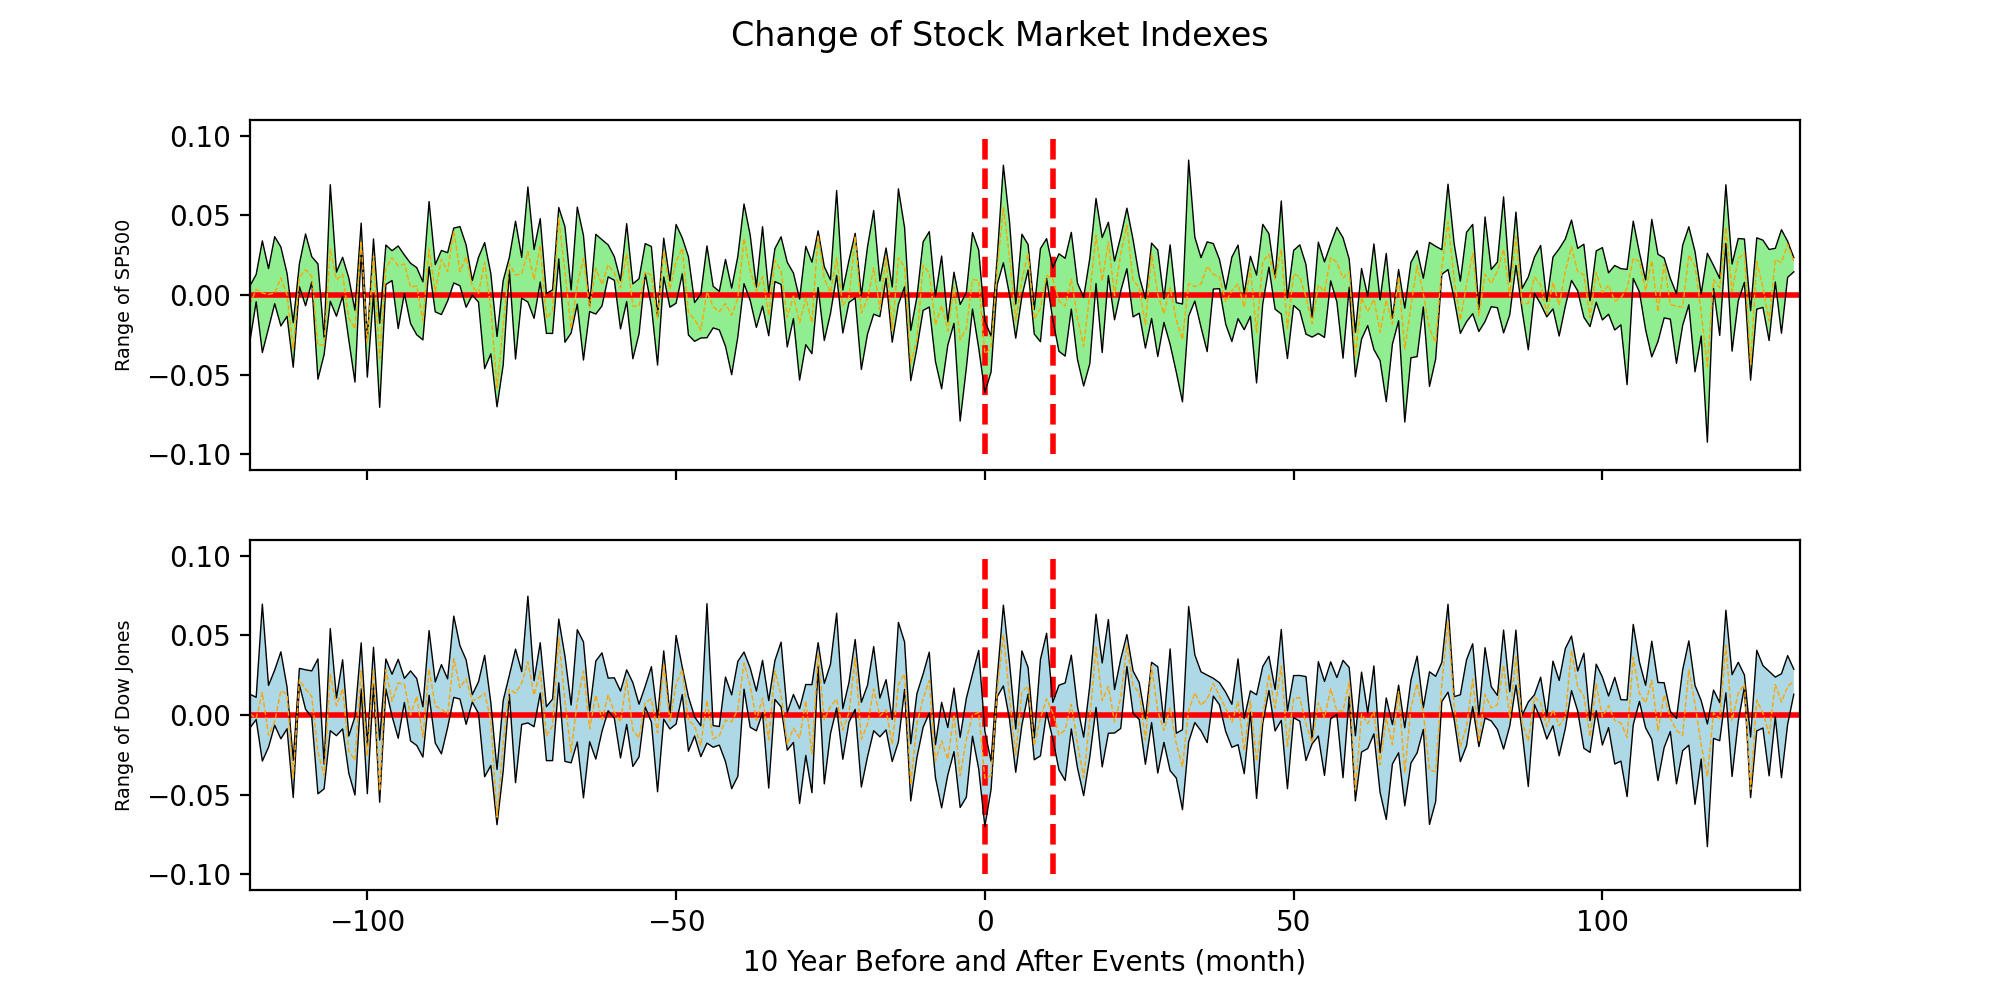 Change of Stock Market Indexes
0.10
0.05
0.00
−0.05
−0.10
Range of SP500
0.10
0.05
0.00
−0.05
−0.10
Range of Dow Jones
−100 −50 0 50 100
10 Year Before and After Events (month)